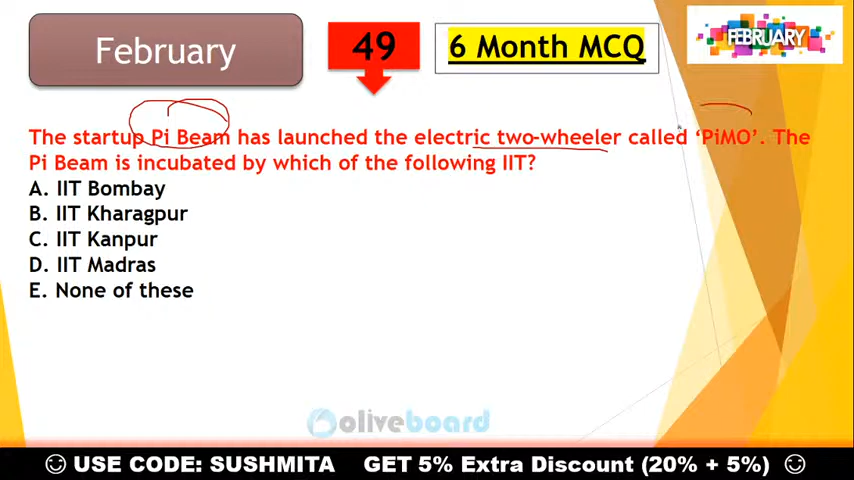 February
49
6 Month MCQ
FEBRUARY
The startup Pi Beam has launched the electric two-wheeler called ‘PiMO’. The
Pi Beam is incubated by which of the following IIT?
A. IIT Bombay
B. IIT Kharagpur
C. IIT Kanpur
D. IIT Madras
E. None of these
oliveboard
USE CODE: SUSHMITA GET 5% Extra Discount (20% + 5%)